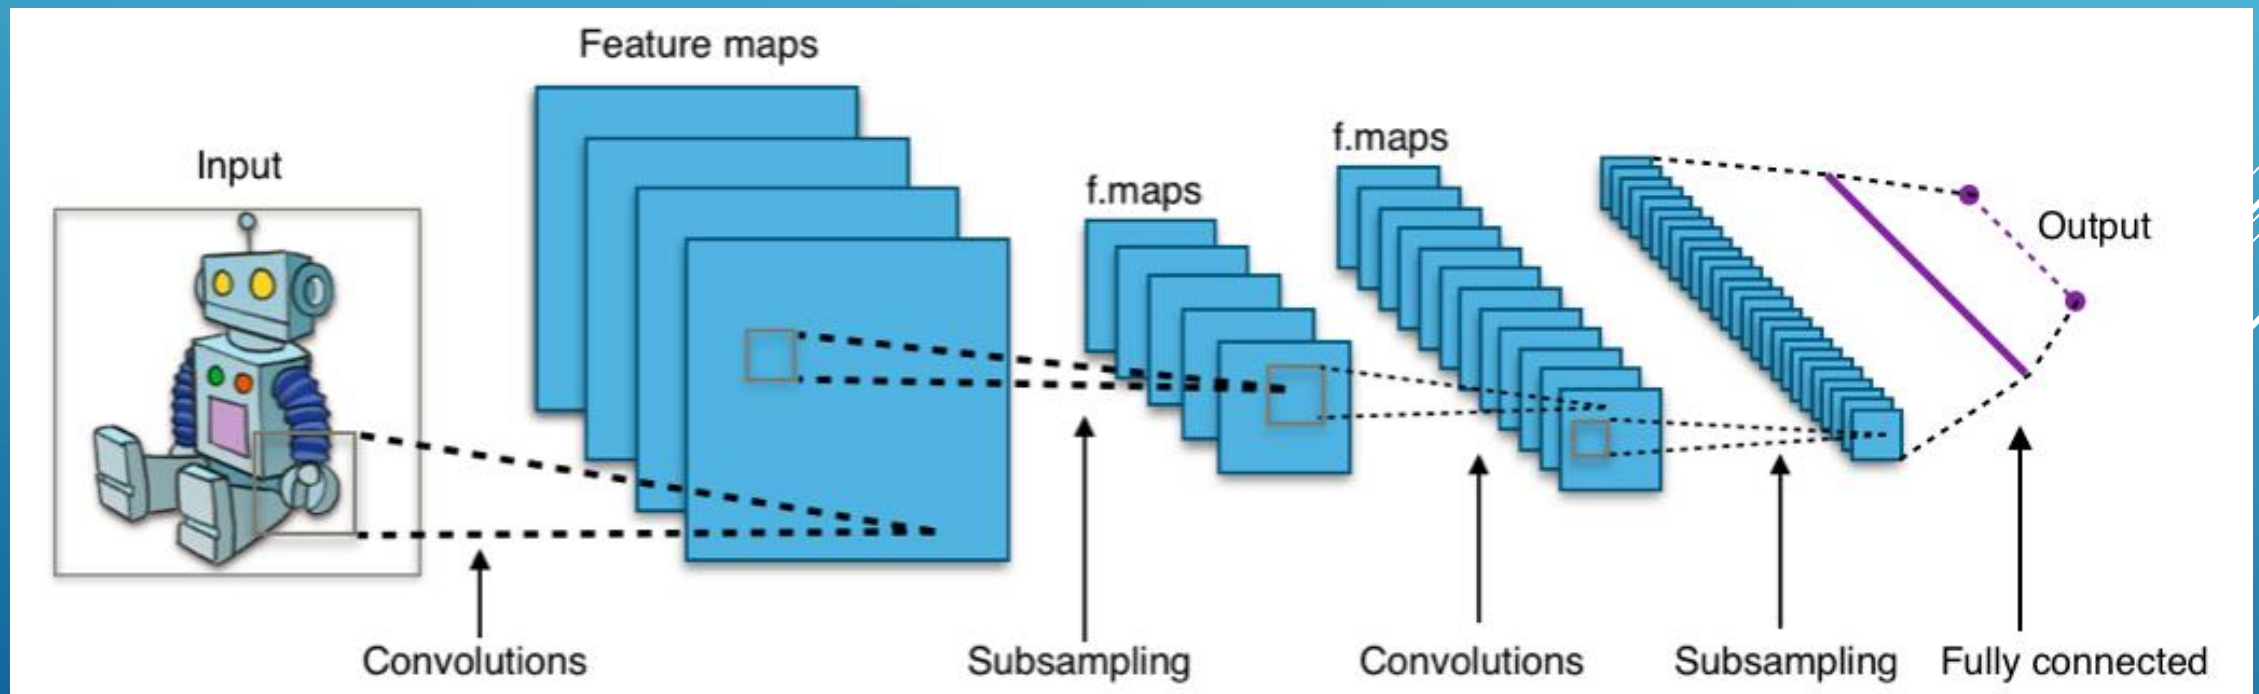 Feature maps
f.maps
Input
f.maps
Output
Convolutions
Subsampling
Convolutions
Subsampling
Fully connected